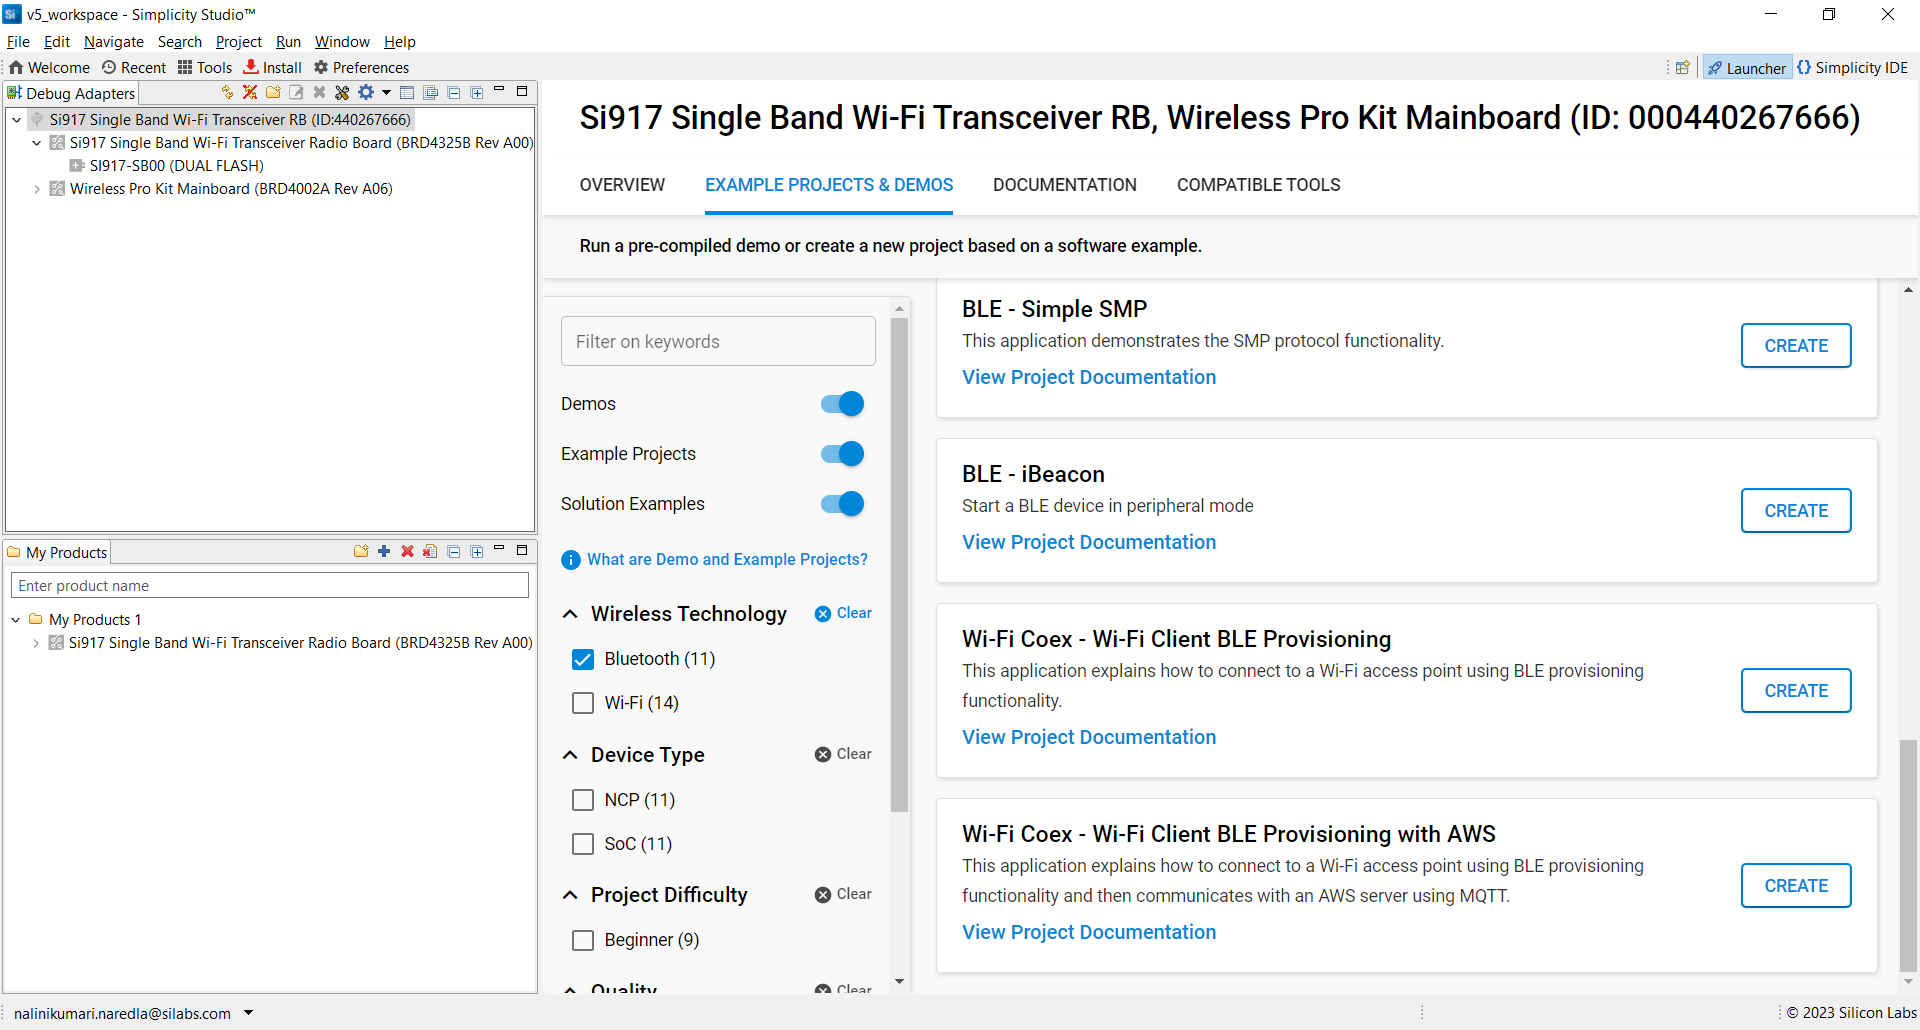 Si v5_workspace - Simplicity Studio™
File Edit Navigate Search Project Run Window Help
Welcome Recent Tools Install Preferences
Launcher {} Simplicity IDE
Debug Adapters
Si917 Single Band Wi-Fi Transceiver RB (ID:440267666)
Si917 Single Band Wi-Fi Transceiver Radio Board (BRD4325B Rev A00)
SI917-SB00 (DUAL FLASH)
Wireless Pro Kit Mainboard (BRD4002A Rev A06)
My Products
Enter product name
My Products 1
Si917 Single Band Wi-Fi Transceiver Radio Board (BRD4325B Rev A00)
Si917 Single Band Wi-Fi Transceiver RB, Wireless Pro Kit Mainboard (ID: 000440267666)
OVERVIEW EXAMPLE PROJECTS & DEMOS DOCUMENTATION COMPATIBLE TOOLS
Run a pre-compiled demo or create a new project based on a software example.
Filter on keywords
Demos
Example Projects
Solution Examples
What are Demo and Example Projects?
Wireless Technology Clear
Bluetooth (11)
Wi-Fi (14)
Device Type Clear
NCP (11)
SoC (11)
Project Difficulty Clear
Beginner (9)
Quality Clear
BLE - Simple SMP
This application demonstrates the SMP protocol functionality.
View Project Documentation
CREATE
BLE - iBeacon
Start a BLE device in peripheral mode
View Project Documentation
CREATE
Wi-Fi Coex - Wi-Fi Client BLE Provisioning
This application explains how to connect to a Wi-Fi access point using BLE provisioning
functionality.
View Project Documentation
CREATE
Wi-Fi Coex - Wi-Fi Client BLE Provisioning with AWS
This application explains how to connect to a Wi-Fi access point using BLE provisioning
functionality and then communicates with an AWS server using MQTT.
View Project Documentation
CREATE
nalinikumari.naredla@silabs.com
© 2023 Silicon Labs